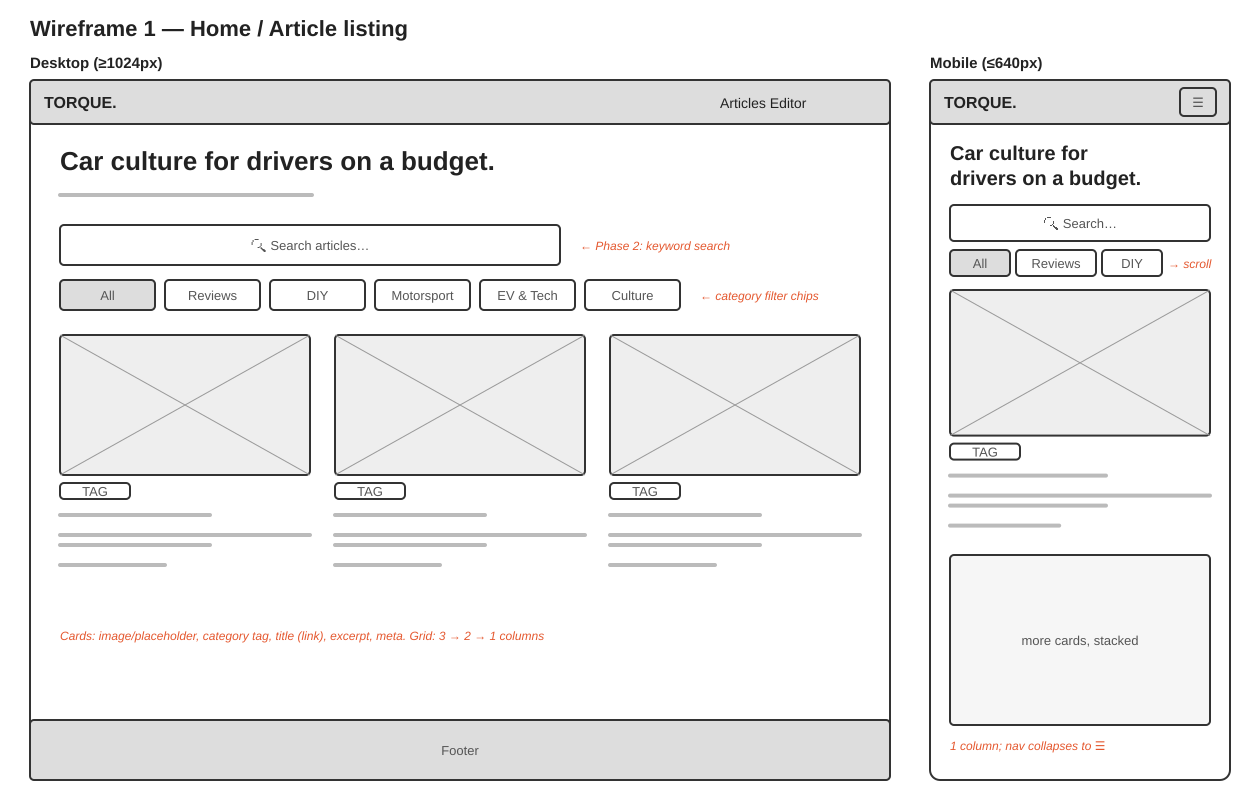 Wireframe 1 — Home / Article listing
Desktop (≥1024px)
TORQUE.
Articles Editor
Car culture for drivers on a budget.
🔍 Search articles…
← Phase 2: keyword search
All
Reviews
DIY
Motorsport
EV & Tech
Culture
← category filter chips
TAG
TAG
TAG
Cards: image/placeholder, category tag, title (link), excerpt, meta. Grid: 3 → 2 → 1 columns
Footer
Mobile (≤640px)
TORQUE.
☰
Car culture for
drivers on a budget.
🔍 Search…
All
Reviews
DIY
→ scroll
TAG
more cards, stacked
1 column; nav collapses to ☰